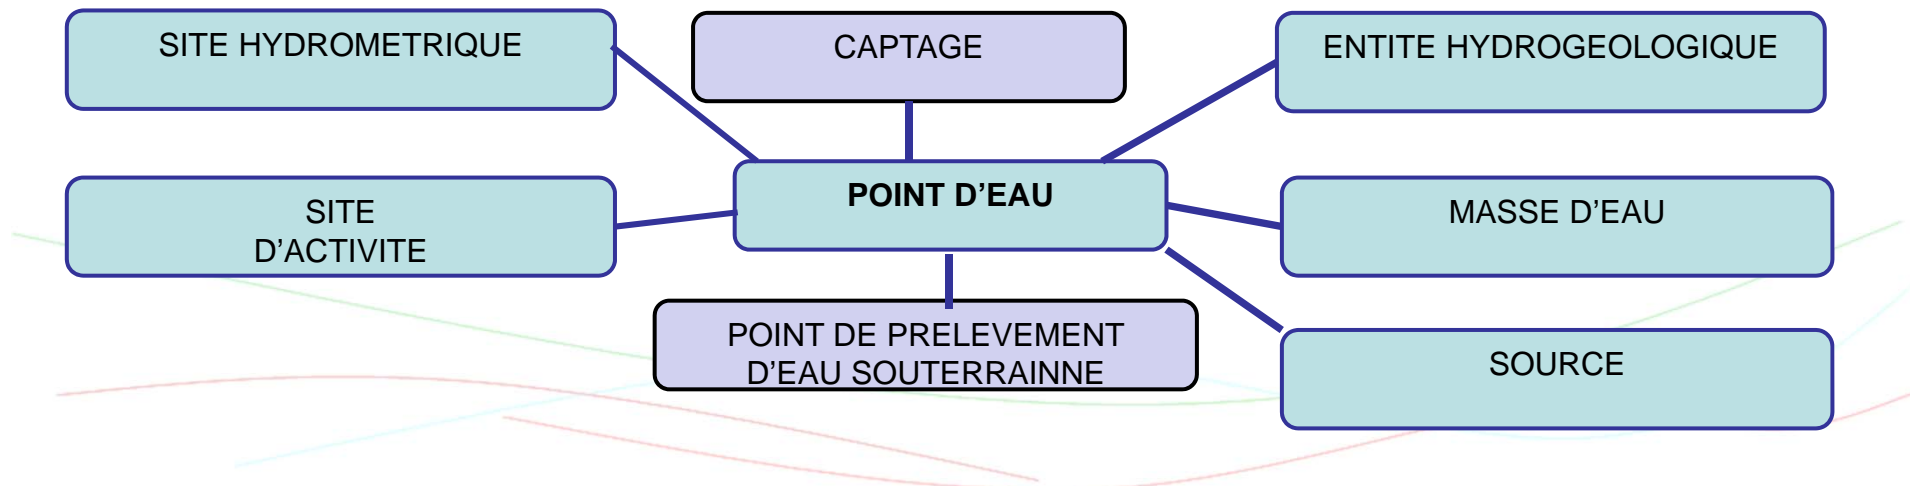 SITE HYDROMETRIQUE
CAPTAGE
ENTITE HYDROGEOLOGIQUE
SITE
D’ACTIVITE
POINT D’EAU
MASSE D’EAU
POINT DE PRELEVEMENT
D’EAU SOUTERRAINNE
SOURCE